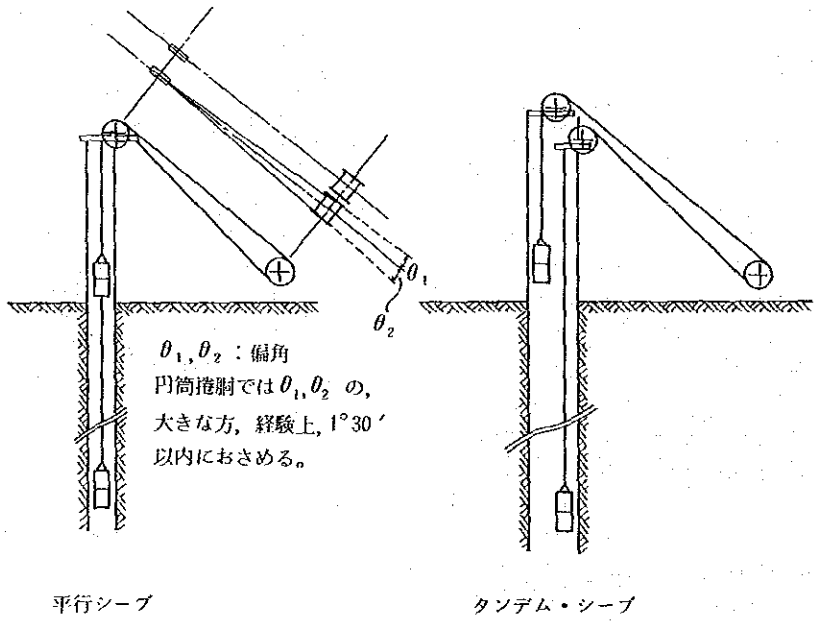 θ₁
θ₂
θ₁,θ₂：偏角
円筒捲胴ではθ₁,θ₂ の,
大きな方, 経験上, 1°30′
以内におさめる。
平行シーブ
タンデム・シーブ